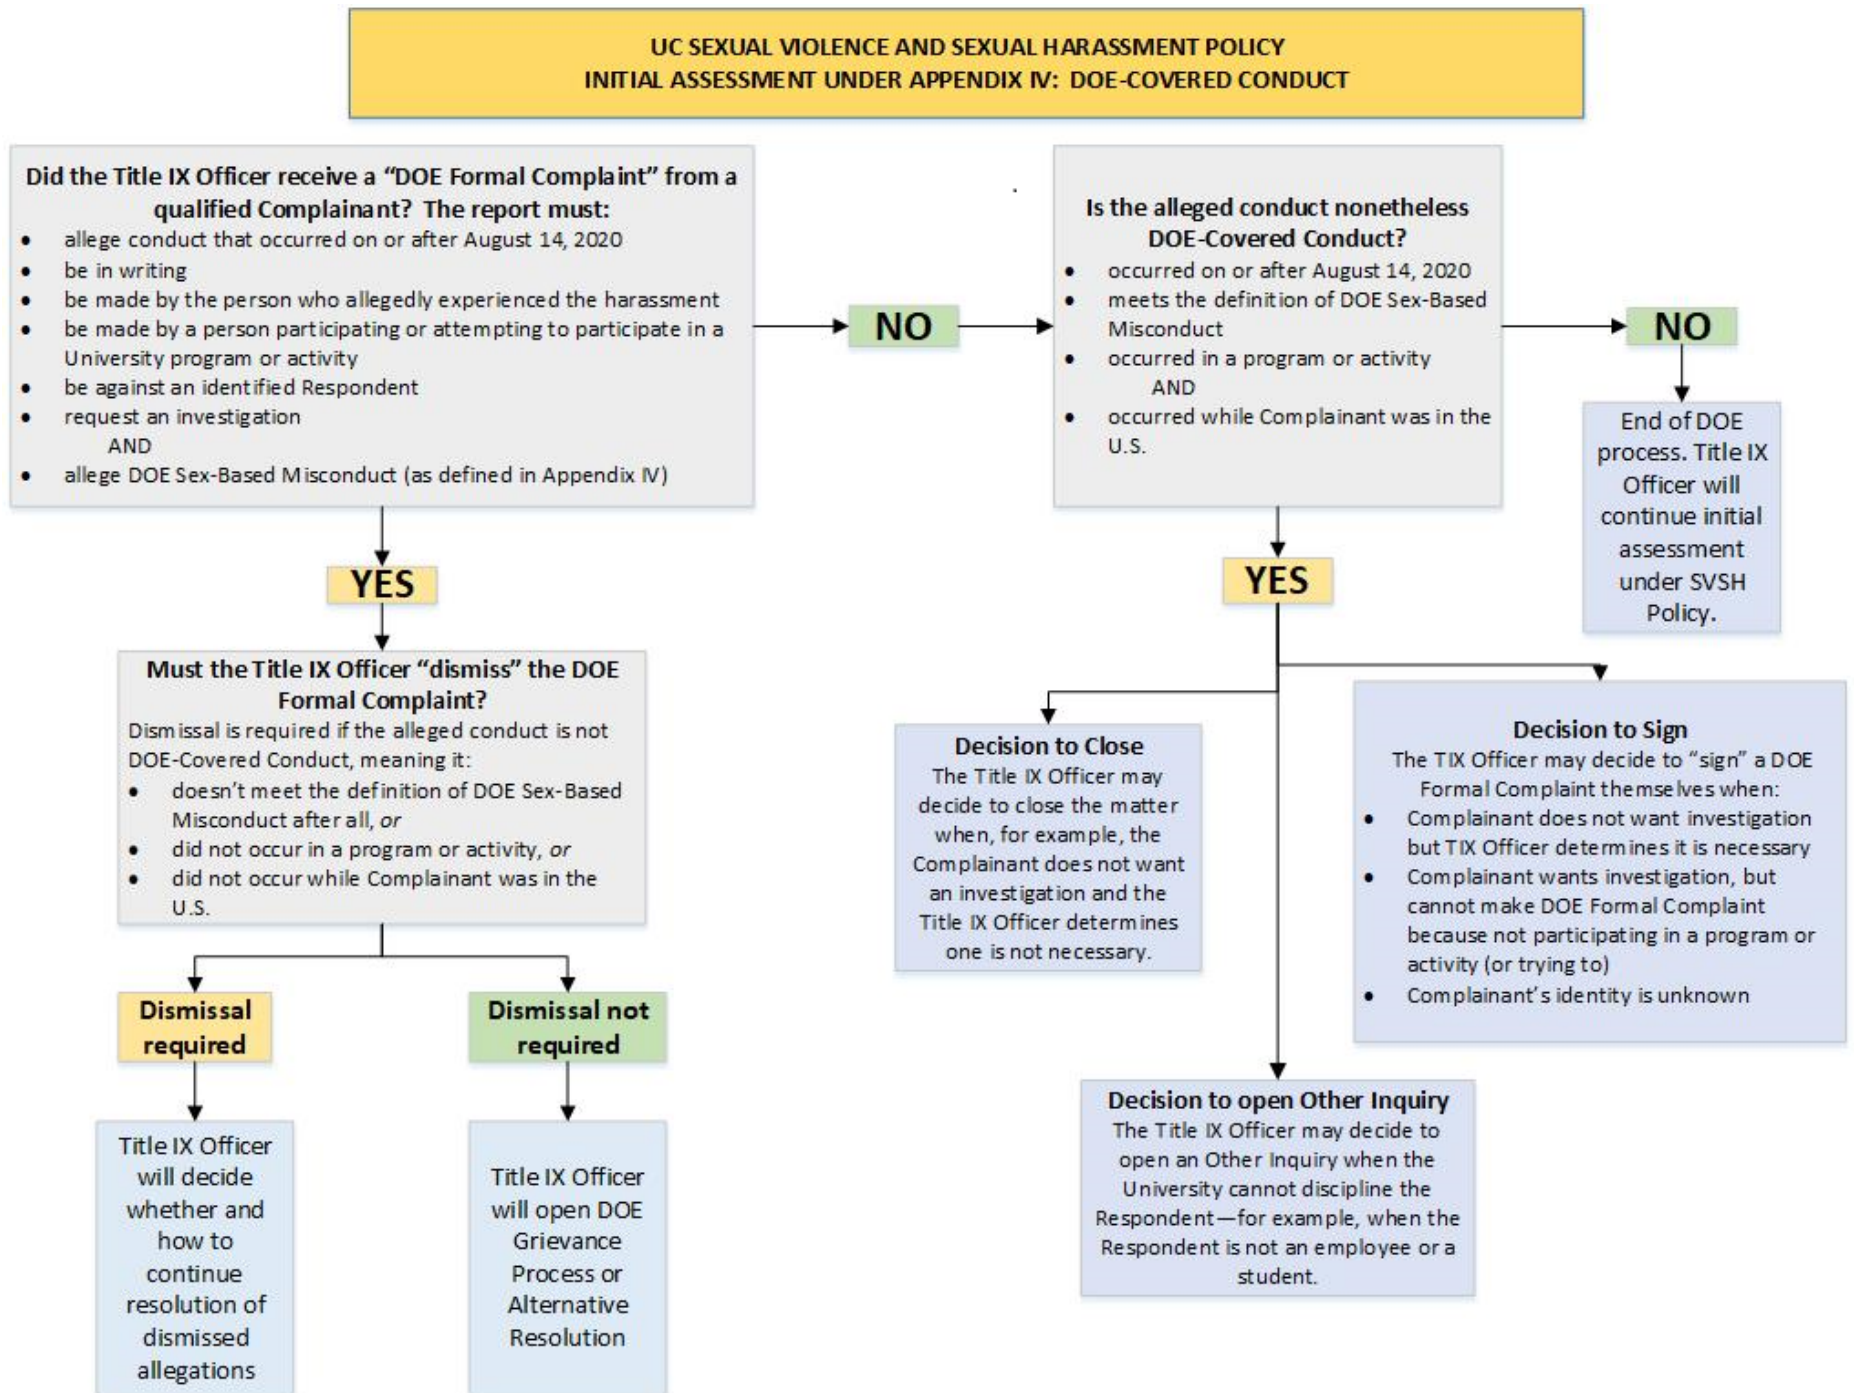 UC SEXUAL VIOLENCE AND SEXUAL HARASSMENT POLICY
INITIAL ASSESSMENT UNDER APPENDIX IV: DOE-COVERED CONDUCT
Did the Title IX Officer receive a “DOE Formal Complaint” from a
qualified Complainant? The report must:
• allege conduct that occurred on or after August 14, 2020
• be in writing
• be made by the person who allegedly experienced the harassment
• be made by a person participating or attempting to participate in a
University program or activity
• be against an identified Respondent
• request an investigation
AND
• allege DOE Sex-Based Misconduct (as defined in Appendix IV)
NO
Is the alleged conduct nonetheless
DOE-Covered Conduct?
• occurred on or after August 14, 2020
• meets the definition of DOE Sex-Based
Misconduct
• occurred in a program or activity
AND
• occurred while Complainant was in the
U.S.
NO
End of DOE
process. Title IX
Officer will
continue initial
assessment
under SVSH
Policy.
YES
Must the Title IX Officer “dismiss” the DOE
Formal Complaint?
Dismissal is required if the alleged conduct is not
DOE-Covered Conduct, meaning it:
• doesn’t meet the definition of DOE Sex-Based
Misconduct after all, or
• did not occur in a program or activity, or
• did not occur while Complainant was in the
U.S.
Dismissal
required
Title IX Officer
will decide
whether and
how to
continue
resolution of
dismissed
allegations
Dismissal not
required
Title IX Officer
will open DOE
Grievance
Process or
Alternative
Resolution
YES
Decision to Close
The Title IX Officer may
decide to close the matter
when, for example, the
Complainant does not want
an investigation and the
Title IX Officer determines
one is not necessary.
Decision to Sign
The TIX Officer may decide to “sign” a DOE
Formal Complaint themselves when:
• Complainant does not want investigation
but TIX Officer determines it is necessary
• Complainant wants investigation, but
cannot make DOE Formal Complaint
because not participating in a program or
activity (or trying to)
• Complainant’s identity is unknown
Decision to open Other Inquiry
The Title IX Officer may decide to
open an Other Inquiry when the
University cannot discipline the
Respondent—for example, when the
Respondent is not an employee or a
student.